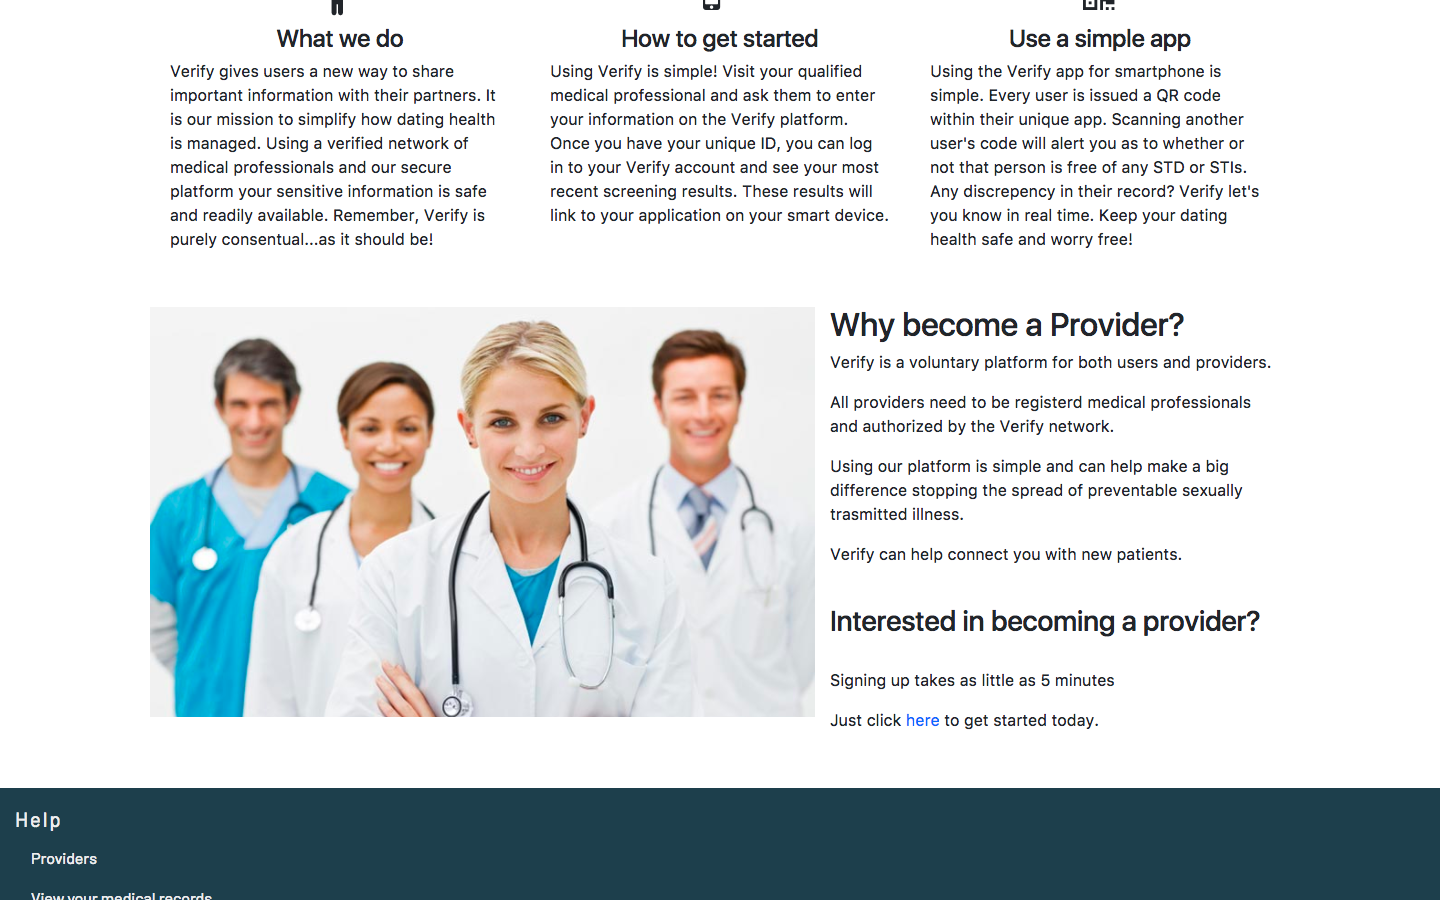 What we do
Verify gives users a new way to share
important information with their partners. It
is our mission to simplify how dating health
is managed. Using a verified network of
medical professionals and our secure
platform your sensitive information is safe
and readily available. Remember, Verify is
purely consentual...as it should be!
How to get started
Using Verify is simple! Visit your qualified
medical professional and ask them to enter
your information on the Verify platform.
Once you have your unique ID, you can log
in to your Verify account and see your most
recent screening results. These results will
link to your application on your smart device.
Use a simple app
Using the Verify app for smartphone is
simple. Every user is issued a QR code
within their unique app. Scanning another
user's code will alert you as to whether or
not that person is free of any STD or STIs.
Any discrepency in their record? Verify let's
you know in real time. Keep your dating
health safe and worry free!
Why become a Provider?
Verify is a voluntary platform for both users and providers.
All providers need to be registerd medical professionals
and authorized by the Verify network.
Using our platform is simple and can help make a big
difference stopping the spread of preventable sexually
trasmitted illness.
Verify can help connect you with new patients.
Interested in becoming a provider?
Signing up takes as little as 5 minutes
Just click here to get started today.
Help
Providers
View your medical records